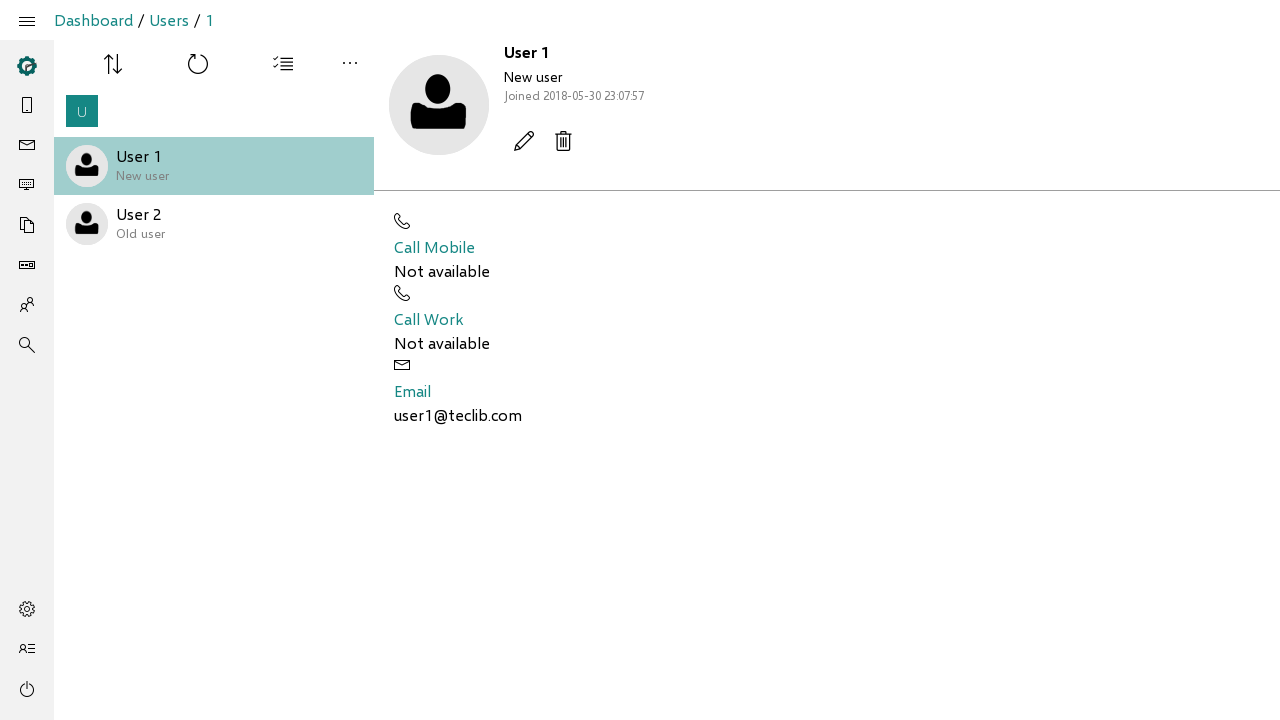 Dashboard / Users / 1
U
User 1
New user
User 2
Old user
User 1
New user
Joined 2018-05-30 23:07:57
Call Mobile
Not available
Call Work
Not available
Email
user1@teclib.com